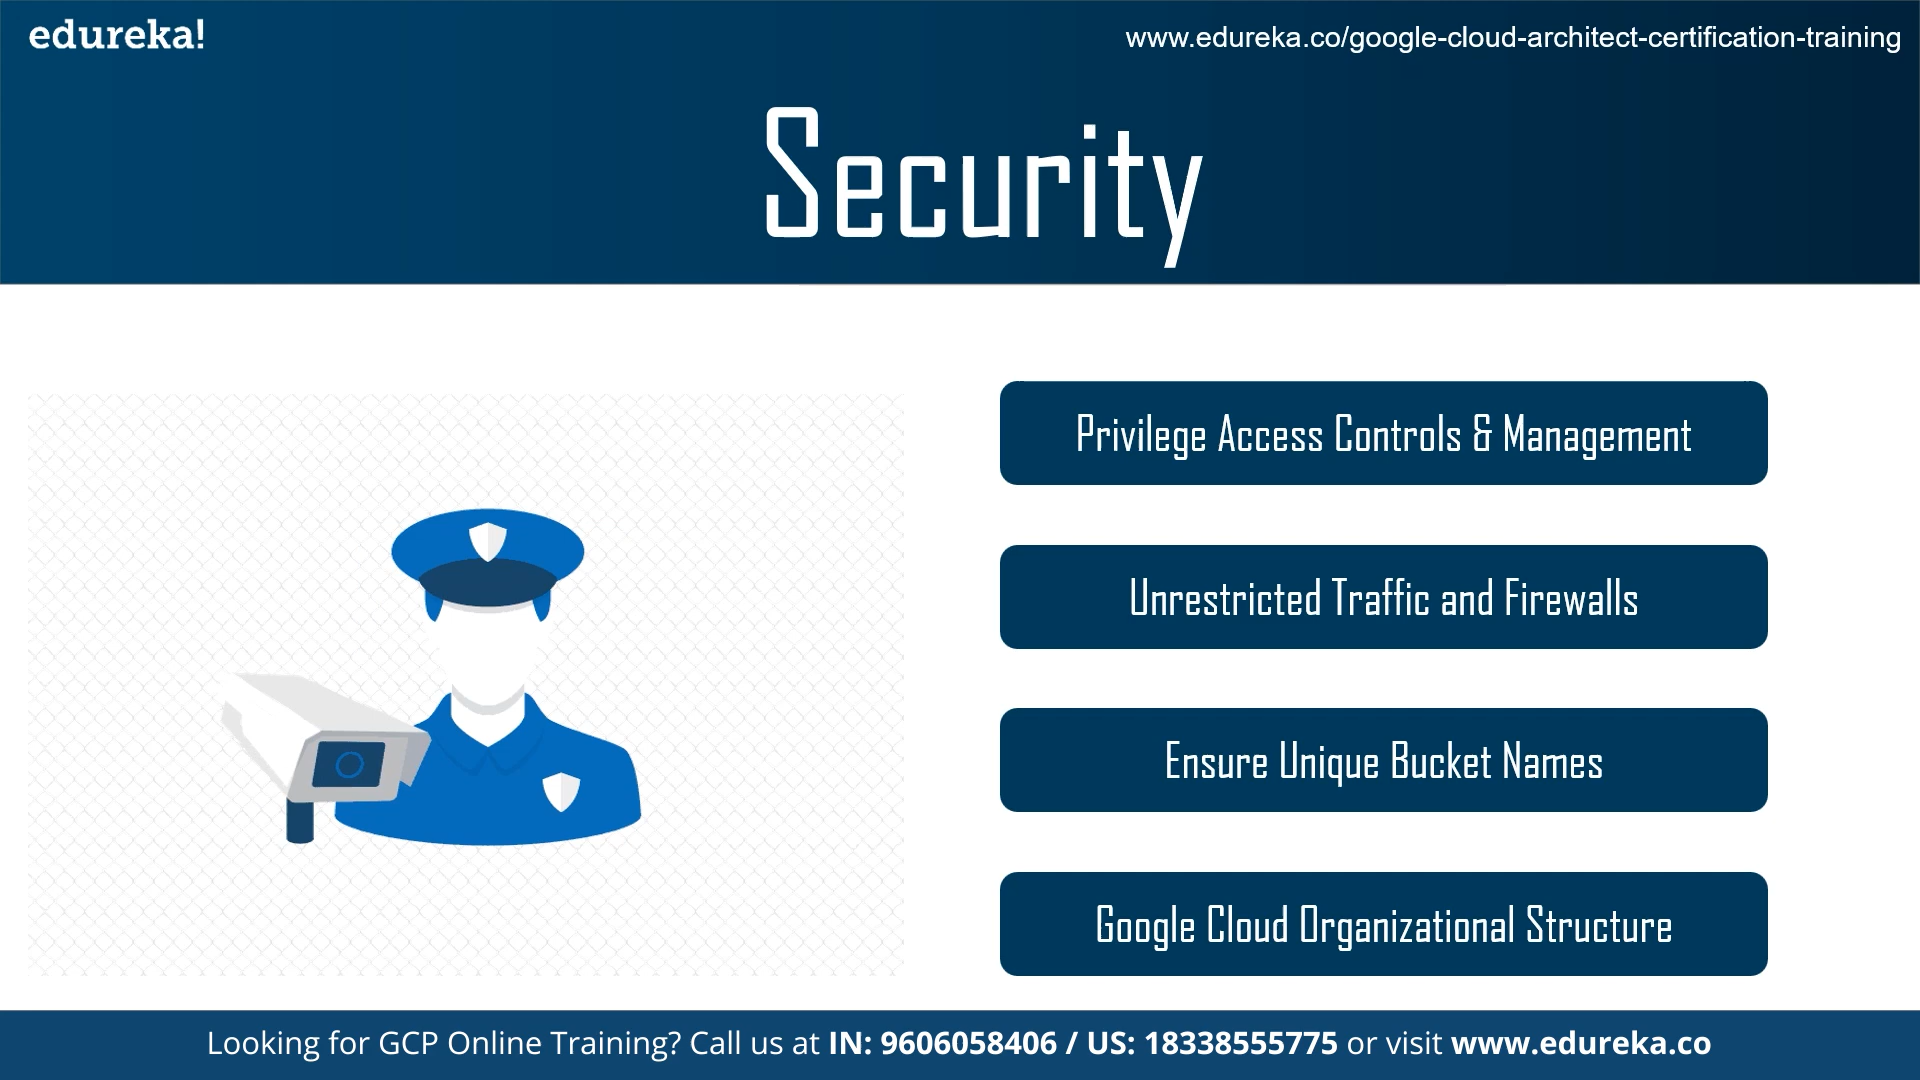 edureka!
www.edureka.co/google-cloud-architect-certification-training
Security
Privilege Access Controls & Management
Unrestricted Traffic and Firewalls
Ensure Unique Bucket Names
Google Cloud Organizational Structure
Looking for GCP Online Training? Call us at IN: 9606058406 / US: 18338555775 or visit www.edureka.co